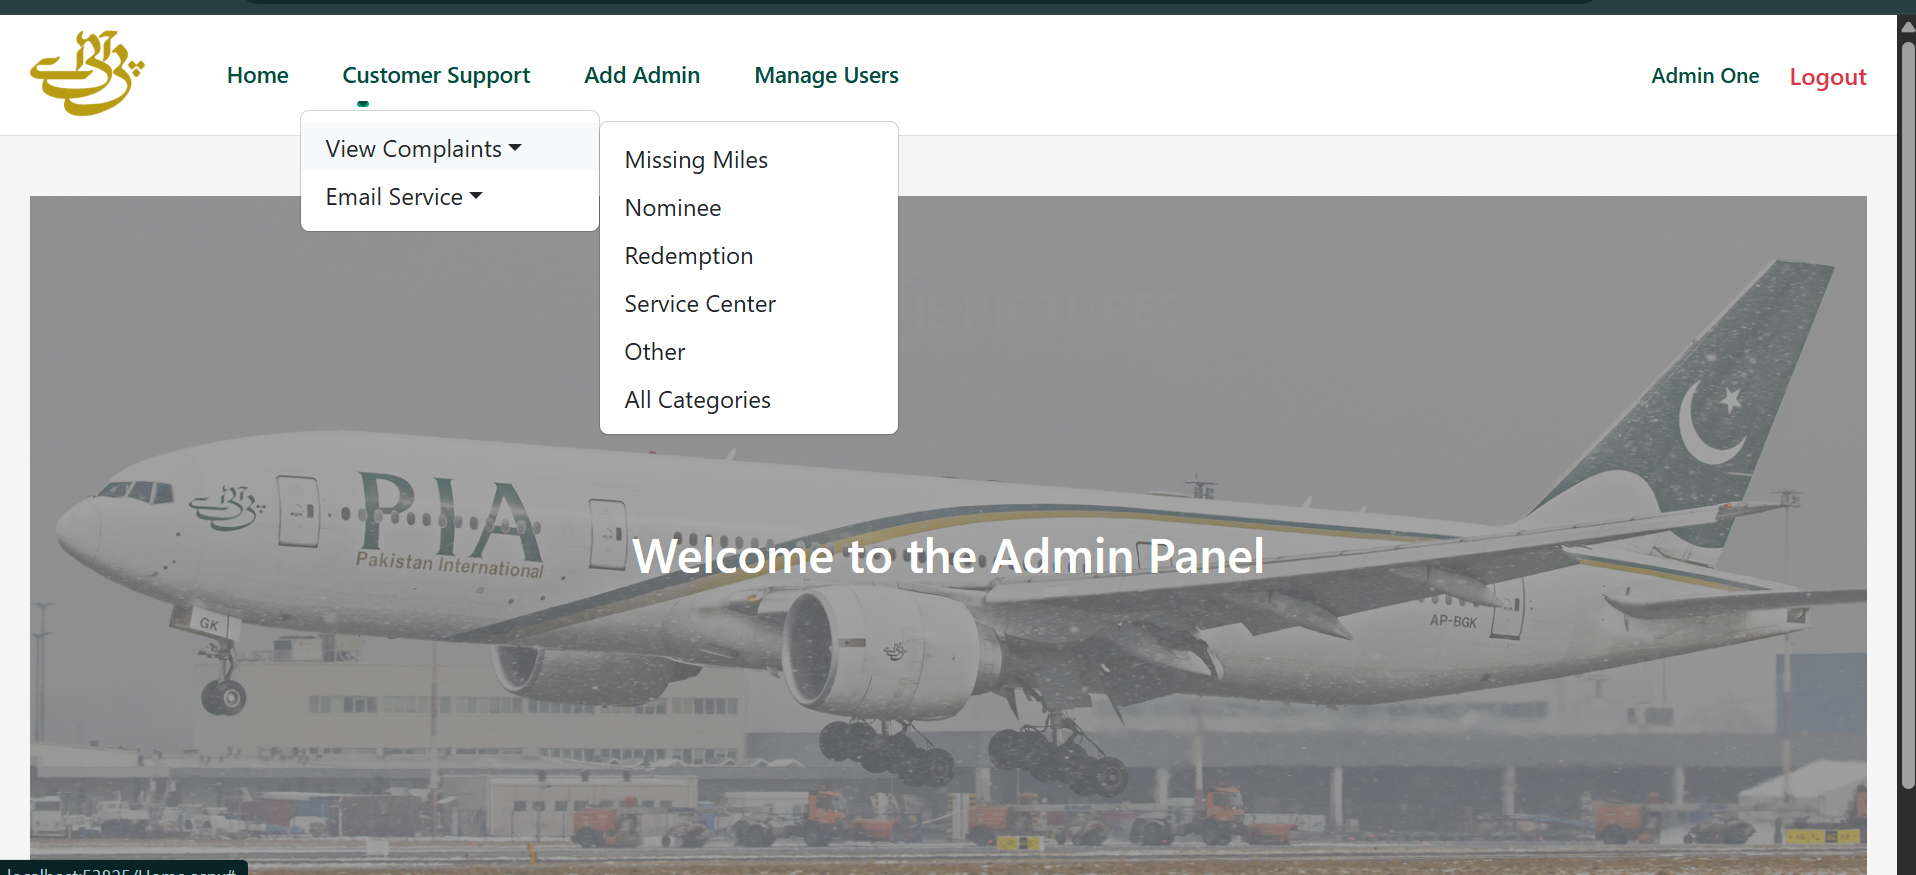 Home
Customer Support
Add Admin
Manage Users
Admin One
Logout
View Complaints
Email Service
Missing Miles
Nominee
Redemption
Service Center
Other
All Categories
PICTURES
PIA
Pakistan International
Welcome to the Admin Panel
GK
AP-BGK